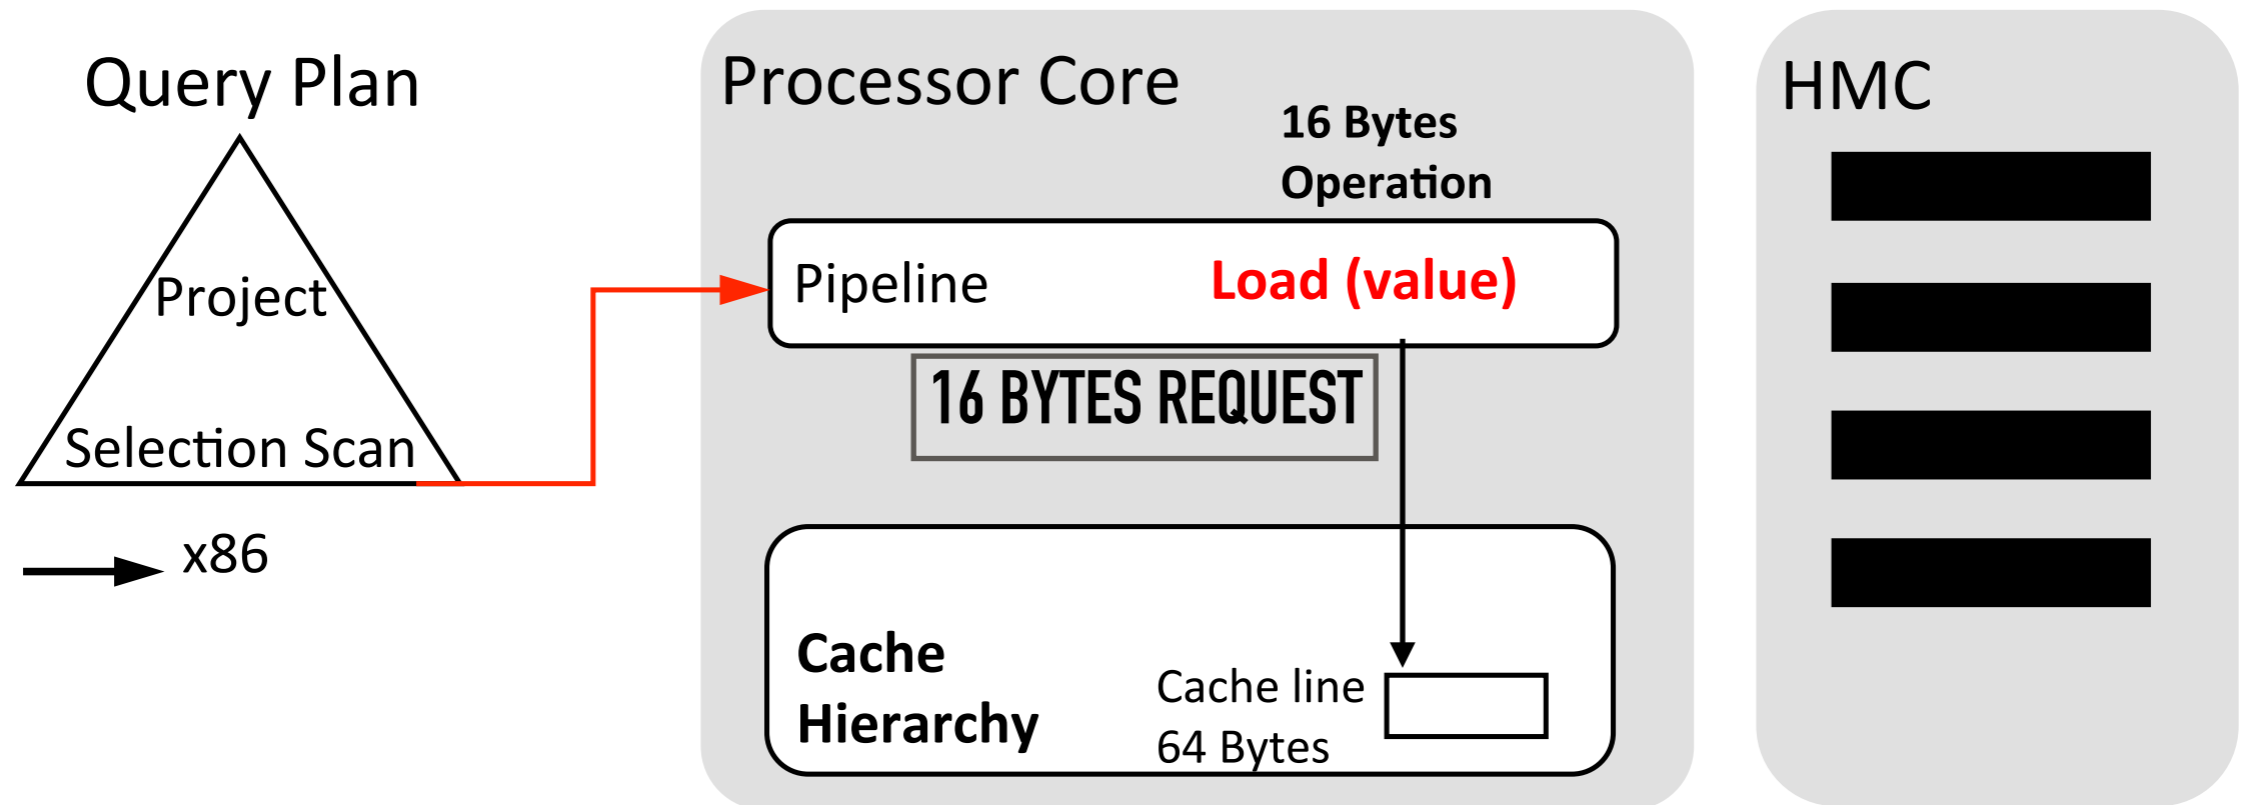 Query Plan
Project
Selection Scan
x86
Processor Core
16 Bytes
Operation
Pipeline
Load (value)
16 BYTES REQUEST
Cache
Hierarchy
Cache line
64 Bytes
HMC